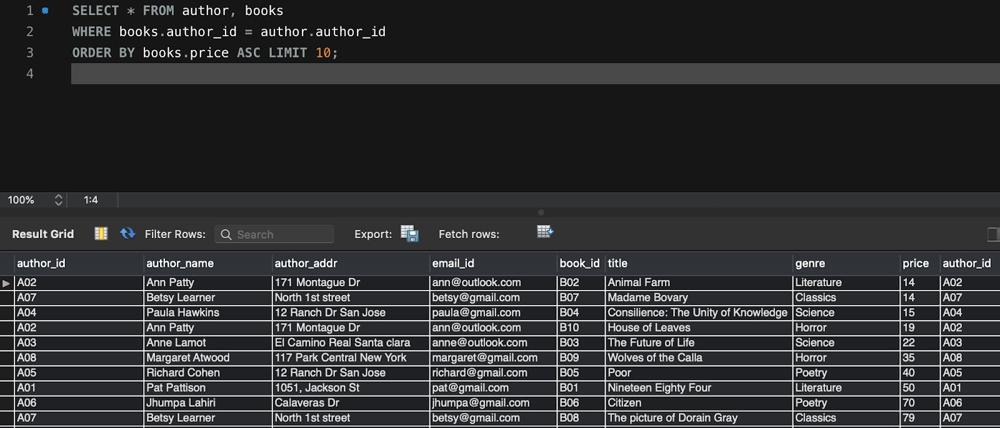 1 SELECT * FROM author, books
2 WHERE books.author_id = author.author_id
3 ORDER BY books.price ASC LIMIT 10;
4
100% 1:4
Result Grid Filter Rows: Search Export: Fetch rows:
author_id author_name author_addr email_id book_id title genre price author_id
A02 Ann Patty 171 Montague Dr ann@outlook.com B02 Animal Farm Literature 14 A02
A07 Betsy Learner North 1st street betsy@gmail.com B07 Madame Bovary Classics 14 A07
A04 Paula Hawkins 12 Ranch Dr San Jose paula@gmail.com B04 Consilience: The Unity of Knowledge Science 15 A04
A02 Ann Patty 171 Montague Dr ann@outlook.com B10 House of Leaves Horror 19 A02
A03 Anne Lamot El Camino Real Santa clara anne@outlook.com B03 The Future of Life Science 22 A03
A08 Margaret Atwood 117 Park Central New York margaret@gmail.com B09 Wolves of the Calla Horror 35 A08
A05 Richard Cohen 12 Ranch Dr San Jose richard@gmail.com B05 Poor Poetry 40 A05
A01 Pat Pattison 1051, Jackson St pat@gmail.com B01 Nineteen Eighty Four Literature 50 A01
A06 Jhumpa Lahiri Calaveras Dr jhumpa@gmail.com B06 Citizen Poetry 70 A06
A07 Betsy Learner North 1st street betsy@gmail.com B08 The picture of Dorain Gray Classics 79 A07